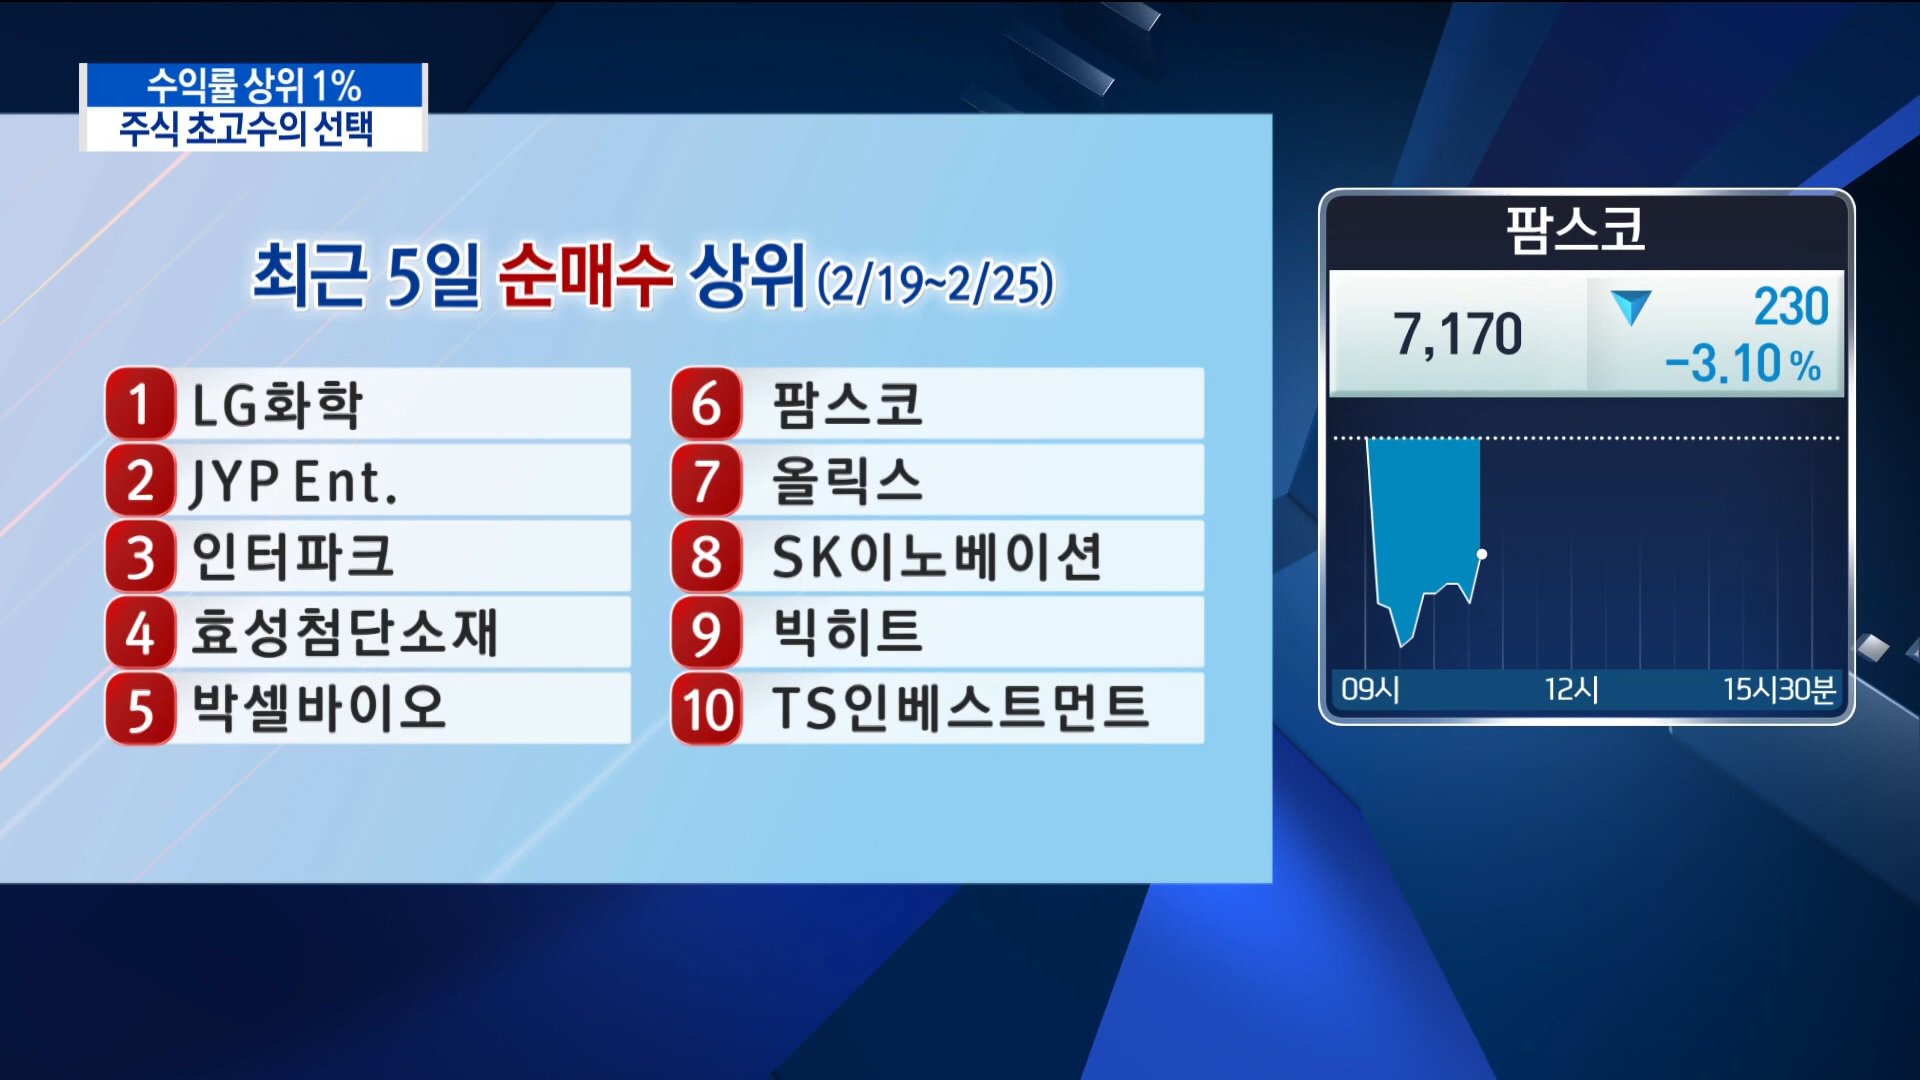 수익률 상위 1%
주식 초고수의 선택
최근 5일 순매수 상위 (2/19~2/25)
1 LG화학
2 JYP Ent.
3 인터파크
4 효성첨단소재
5 박셀바이오
6 팜스코
7 올릭스
8 SK이노베이션
9 빅히트
10 TS인베스트먼트
팜스코
7,170 ▼ 230
-3.10 %
09시 12시 15시30분